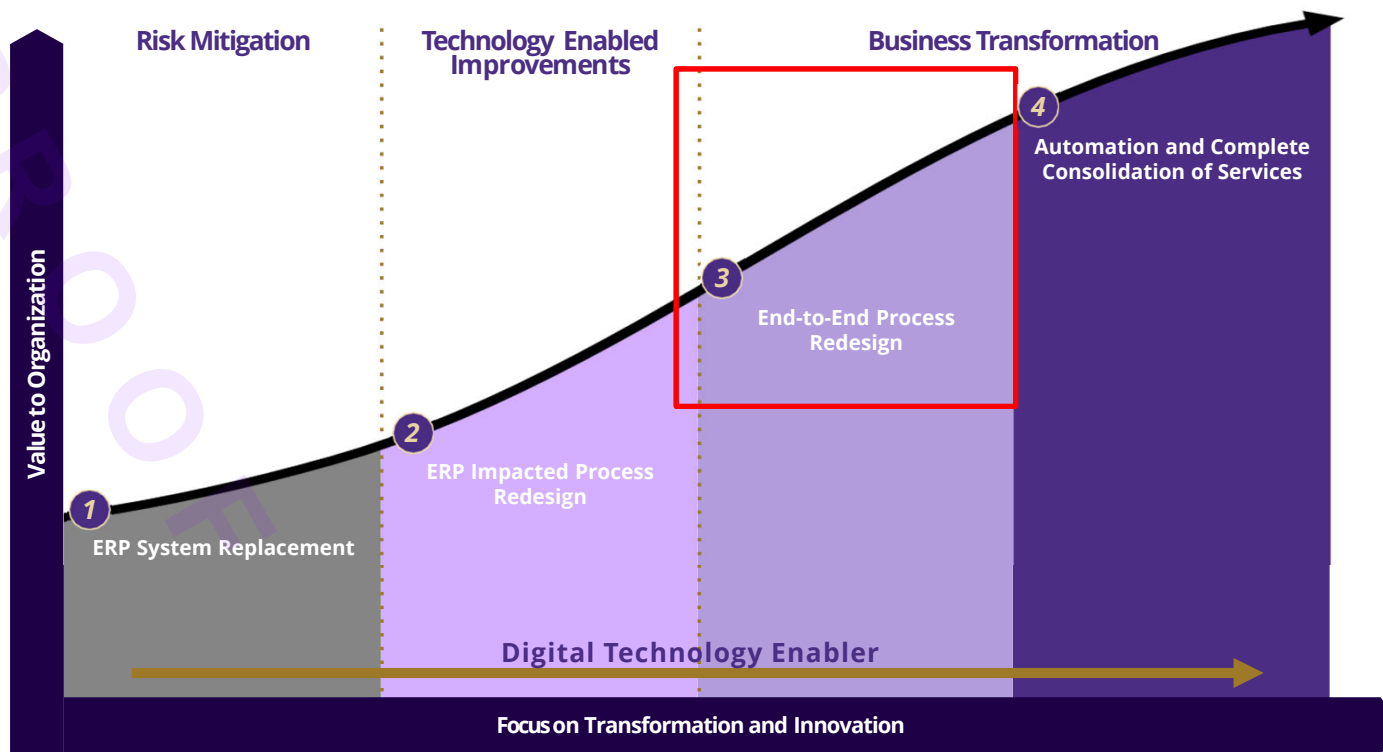 Risk Mitigation
Technology Enabled
Improvements
Business Transformation
4
Automation and Complete
Consolidation of Services
3
End-to-End Process
Redesign
2
ERP Impacted Process
Redesign
1
ERP System Replacement
Value to Organization
Digital Technology Enabler
Focus on Transformation and Innovation
R
O
O
F